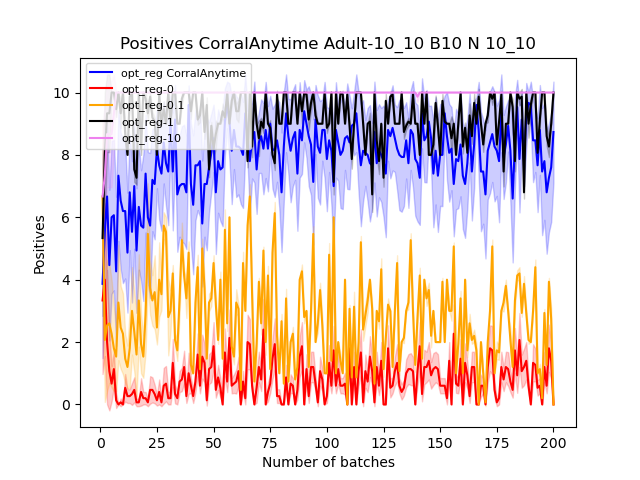 Positives CorralAnytime Adult-10_10 B10 N 10_10
opt_reg CorralAnytime
opt_reg-0
opt_reg-0.1
opt_reg-1
opt_reg-10
10
8
6
4
2
0
Positives
0 25 50 75 100 125 150 175 200
Number of batches